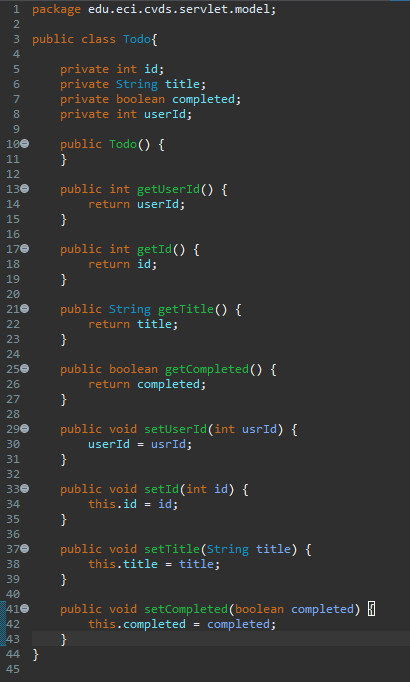 1 package edu.eci.cvds.servlet.model;
2
3 public class Todo{
4
5     private int id;
6     private String title;
7     private boolean completed;
8     private int userId;
9
10     public Todo() {
11     }
12
13     public int getUserId() {
14         return userId;
15     }
16
17     public int getId() {
18         return id;
19     }
20
21     public String getTitle() {
22         return title;
23     }
24
25     public boolean getCompleted() {
26         return completed;
27     }
28
29     public void setUserId(int usrId) {
30         userId = usrId;
31     }
32
33     public void setId(int id) {
34         this.id = id;
35     }
36
37     public void setTitle(String title) {
38         this.title = title;
39     }
40
41     public void setCompleted(boolean completed) {
42         this.completed = completed;
43     }
44 }
45